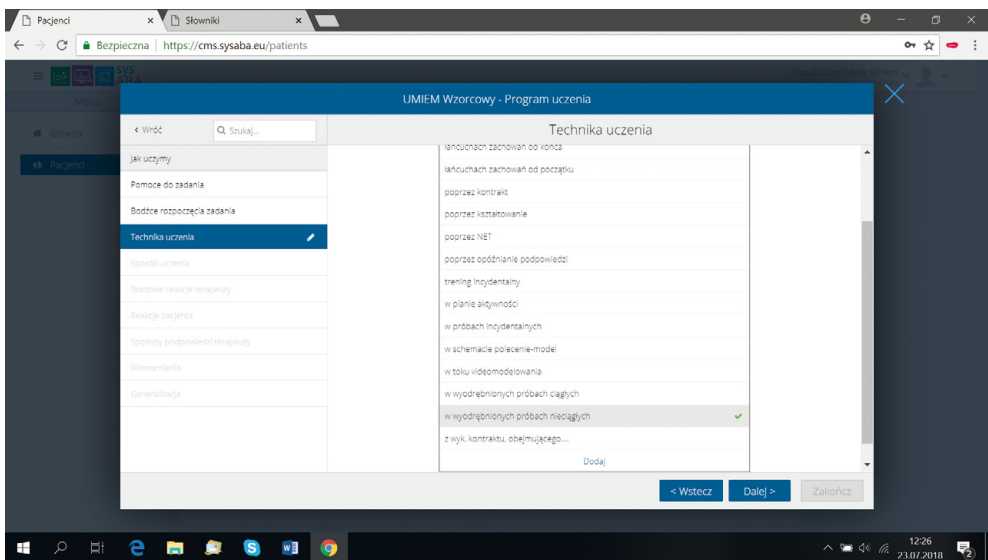 Pacjenci
Słowniki
Bezpieczna
https://cms.sysaba.eu/patients
SYS
ABA
Menu
Główna
Pacjenci
UMIEM Wzorcowy - Program uczenia
< Wróć
Szukaj...
Technika uczenia
Jak uczymy
Pomoce do zadania
Bodźce rozpoczęcia zadania
Technika uczenia
Sposób uczenia
Startowe reakcje terapeuty
Reakcje pacjenta
Sposoby podpowiedzi terapeuty
Wzmocnienia
Generalizacja
łańcuchach zachowań od końca
łańcuchach zachowań od początku
poprzez kontrakt
poprzez kształtowanie
poprzez NET
poprzez opóźnianie podpowiedzi
trening incydentalny
w planie aktywności
w próbach incydentalnych
w schemacie polecenie-model
w toku videomodelowania
w wyodrębnionych próbach ciągłych
w wyodrębnionych próbach nieciągłych
z wyk. kontraktu, obejmującego....
Dodaj
< Wstecz
Dalej >
Zakończ
12:26
23.07.2018
2